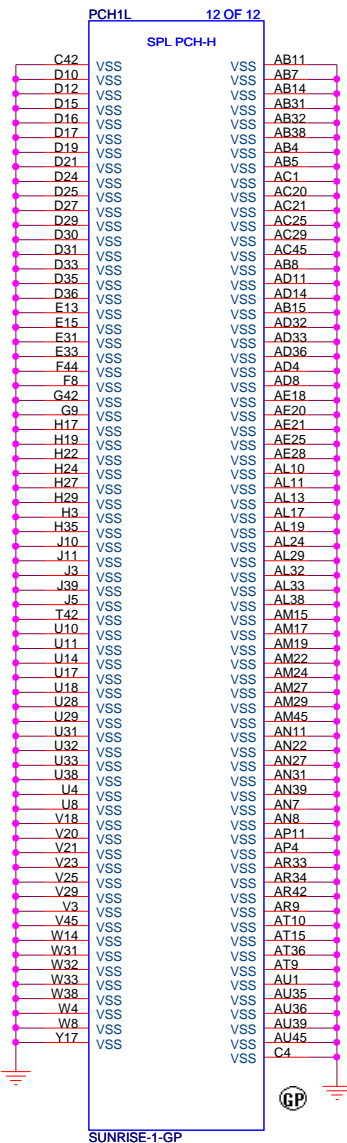 PCH1L 12 OF 12
SPL PCH-H
C42 VSS VSS AB11
D10 VSS VSS AB7
D12 VSS VSS AB14
D15 VSS VSS AB31
D16 VSS VSS AB32
D17 VSS VSS AB38
D19 VSS VSS AB4
D21 VSS VSS AB5
D24 VSS VSS AC1
D25 VSS VSS AC20
D27 VSS VSS AC21
D29 VSS VSS AC25
D30 VSS VSS AC29
D31 VSS VSS AC45
D33 VSS VSS AB8
D35 VSS VSS AD11
D36 VSS VSS AD14
E13 VSS VSS AB15
E15 VSS VSS AD32
E31 VSS VSS AD33
E33 VSS VSS AD36
F44 VSS VSS AD4
F8 VSS VSS AD8
G42 VSS VSS AE18
G9 VSS VSS AE20
H17 VSS VSS AE21
H19 VSS VSS AE25
H22 VSS VSS AE28
H24 VSS VSS AL10
H27 VSS VSS AL11
H29 VSS VSS AL13
H3 VSS VSS AL17
H35 VSS VSS AL19
J10 VSS VSS AL24
J11 VSS VSS AL29
J3 VSS VSS AL32
J39 VSS VSS AL33
J5 VSS VSS AL38
T42 VSS VSS AM15
U10 VSS VSS AM17
U11 VSS VSS AM19
U14 VSS VSS AM22
U17 VSS VSS AM24
U18 VSS VSS AM27
U28 VSS VSS AM29
U29 VSS VSS AM45
U31 VSS VSS AN11
U32 VSS VSS AN22
U33 VSS VSS AN27
U38 VSS VSS AN31
U4 VSS VSS AN39
U8 VSS VSS AN7
V18 VSS VSS AN8
V20 VSS VSS AP11
V21 VSS VSS AP4
V23 VSS VSS AR33
V25 VSS VSS AR34
V29 VSS VSS AR42
V3 VSS VSS AR9
V45 VSS VSS AT10
W14 VSS VSS AT15
W31 VSS VSS AT36
W32 VSS VSS AT9
W33 VSS VSS AU1
W38 VSS VSS AU35
W4 VSS VSS AU36
W8 VSS VSS AU39
Y17 VSS VSS AU45
VSS C4
GP
SUNRISE-1-GP